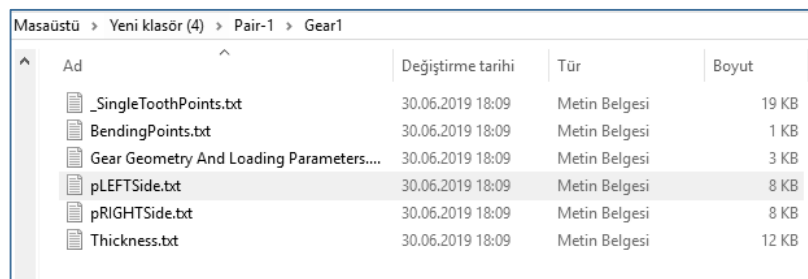 Masaüstü > Yeni klasör (4) > Pair-1 > Gear1
Ad Değiştirme tarihi Tür Boyut
_SingleToothPoints.txt 30.06.2019 18:09 Metin Belgesi 19 KB
BendingPoints.txt 30.06.2019 18:09 Metin Belgesi 1 KB
Gear Geometry And Loading Parameters.... 30.06.2019 18:09 Metin Belgesi 3 KB
pLEFTSide.txt 30.06.2019 18:09 Metin Belgesi 8 KB
pRIGHTSide.txt 30.06.2019 18:09 Metin Belgesi 8 KB
Thickness.txt 30.06.2019 18:09 Metin Belgesi 12 KB